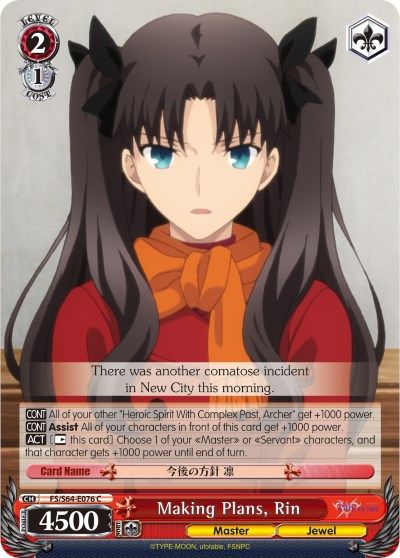 LEVEL
2
1
COST
There was another comatose incident
in New City this morning.
CONT All of your other "Heroic Spirit With Complex Past, Archer" get +1000 power.
CONT Assist All of your characters in front of this card get +1000 power.
ACT [ this card] Choose 1 of your «Master» or «Servant» characters, and
that character gets +1000 power until end of turn.
Card Name 今後の方針 凛
CH FS/S64-E076 C
POWER 4500
Making Plans, Rin
Master Jewel
©TYPE-MOON, ufotable, FSNPC